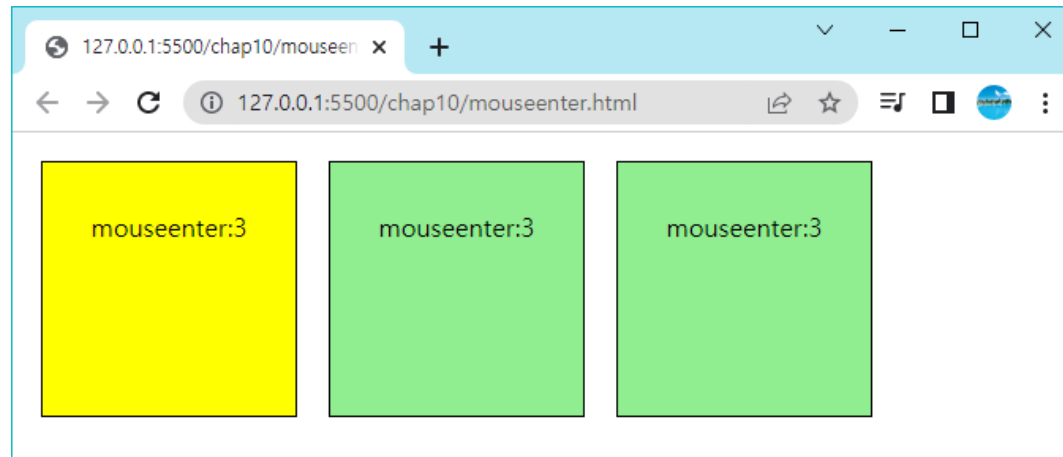 127.0.0.1:5500/chap10/mouseen
127.0.0.1:5500/chap10/mouseenter.html
mouseenter:3 mouseenter:3 mouseenter:3